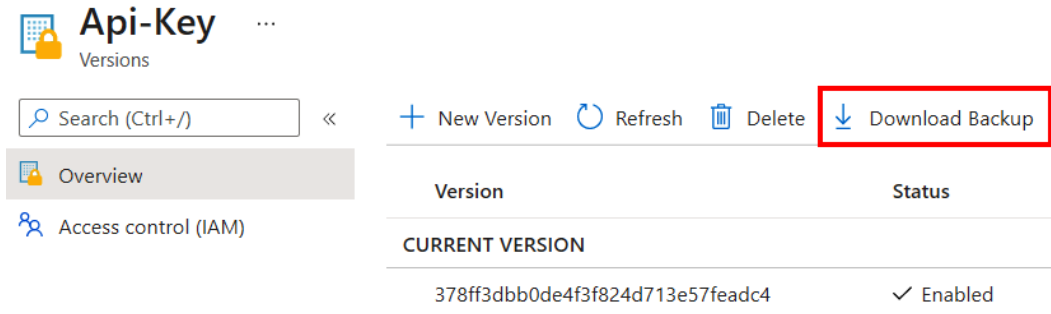 Api-Key ...
Versions
Search (Ctrl+/)
«
Overview
Access control (IAM)
New Version Refresh Delete Download Backup
Version Status
CURRENT VERSION
378ff3dbb0de4f3f824d713e57feadc4 Enabled